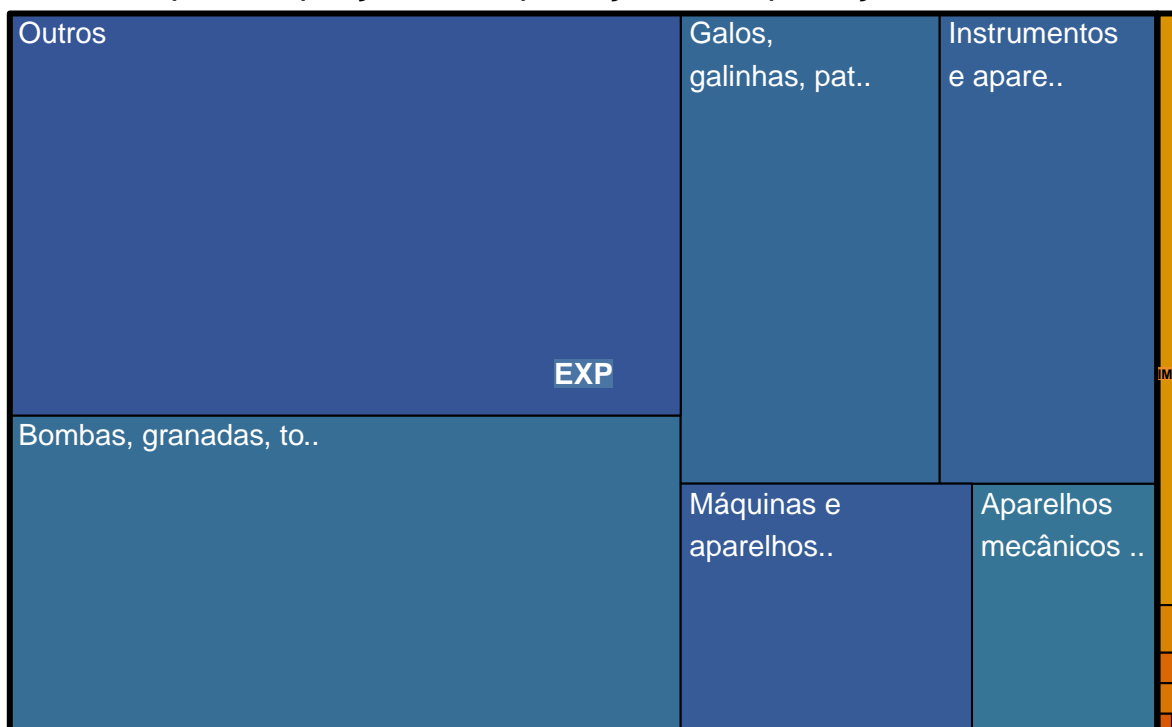 Outros
Galos,
galinhas, pat..
Instrumentos
e apare..
EXP
Bombas, granadas, to..
Máquinas e
aparelhos..
Aparelhos
mecânicos ..